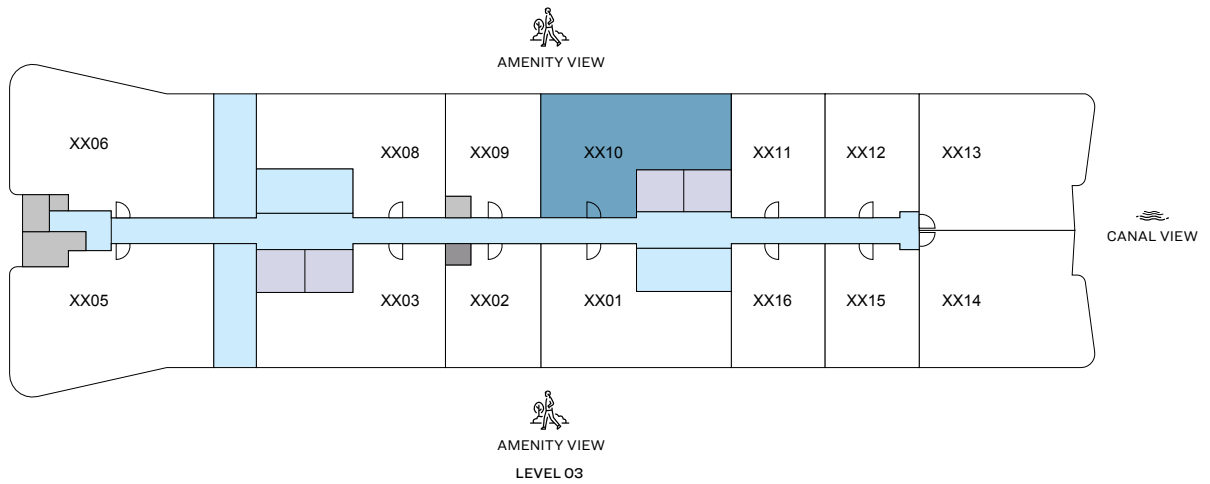 AMENITY VIEW
XX06
XX08
XX09
XX10
XX11
XX12
XX13
CANAL VIEW
XX05
XX03
XX02
XX01
XX16
XX15
XX14
AMENITY VIEW
LEVEL 03